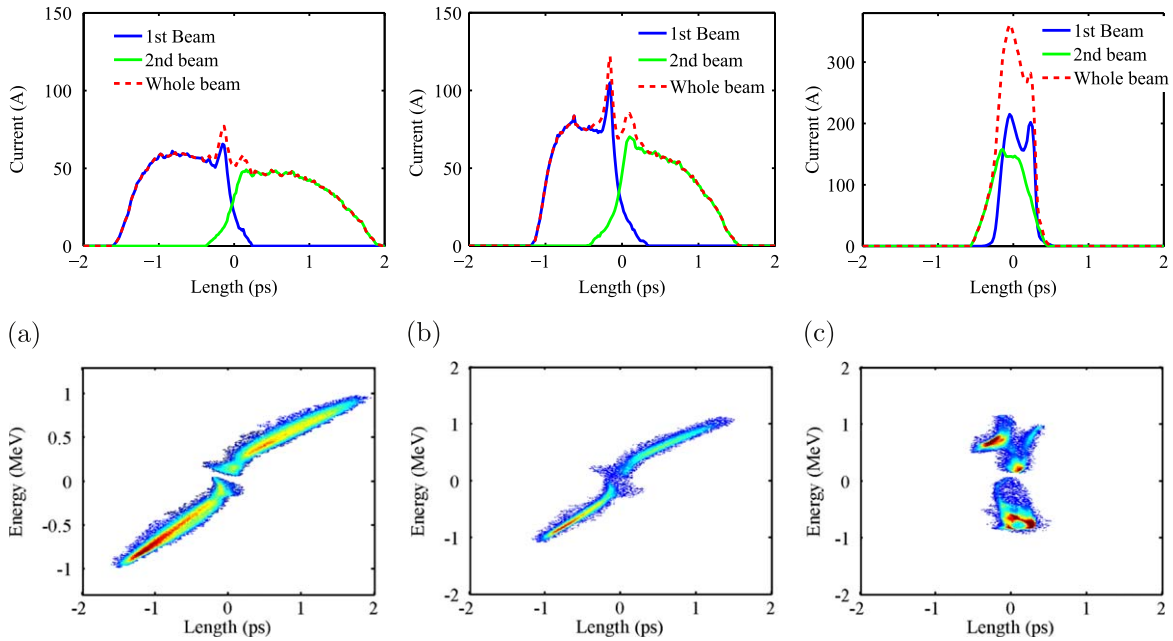 150
100
50
0
Current (A)
1st Beam
2nd beam
Whole beam
−2 −1 0 1 2
Length (ps)
150
100
50
0
Current (A)
1st Beam
2nd beam
Whole beam
−2 −1 0 1 2
Length (ps)
300
200
100
0
Current (A)
1st Beam
2nd beam
Whole beam
−2 −1 0 1 2
Length (ps)
(a)
(b)
(c)
1
0.5
0
-0.5
-1
Energy (MeV)
-2 -1 0 1 2
Length (ps)
2
1
0
-1
-2
Energy (MeV)
-2 -1 0 1 2
Length (ps)
2
1
0
-1
-2
Energy (MeV)
-2 -1 0 1 2
Length (ps)